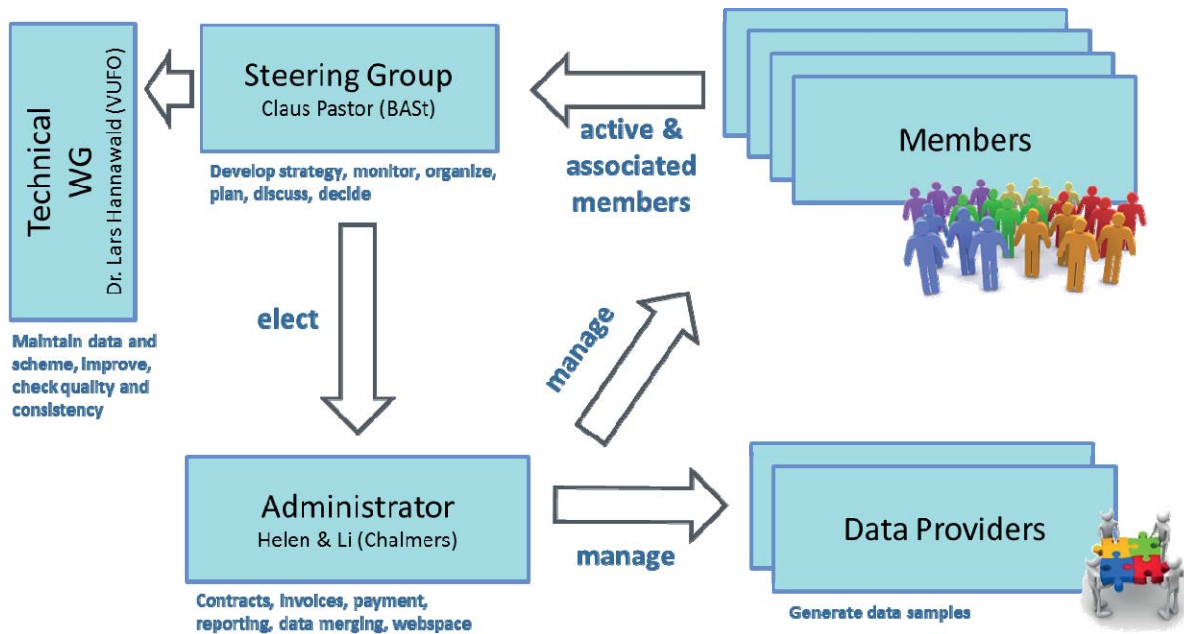 Technical
WG
Dr. Lars Hannawald (VUFO)
Maintain data and
scheme, improve,
check quality and
consistency
Steering Group
Claus Pastor (BASt)
Develop strategy, monitor, organize,
plan, discuss, decide
active &
associated
members
Members
elect
manage
Administrator
Helen & Li (Chalmers)
Contracts, invoices, payment,
reporting, data merging, webspace
manage
Data Providers
Generate data samples